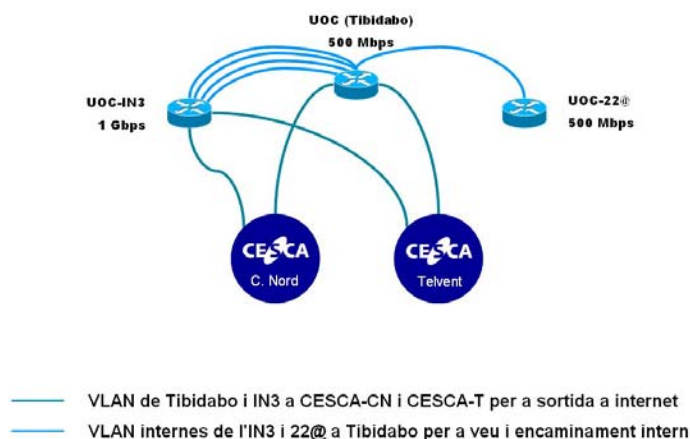 UOC (Tibidabo)
500 Mbps
UOC-IN3
1 Gbps
UOC-22@
500 Mbps
CESCA
C. Nord
CESCA
Telvent
VLAN de Tibidabo i IN3 a CESCA-CN i CESCA-T per a sortida a internet
VLAN internes de l'IN3 i 22@ a Tibidabo per a veu i encaminament intern